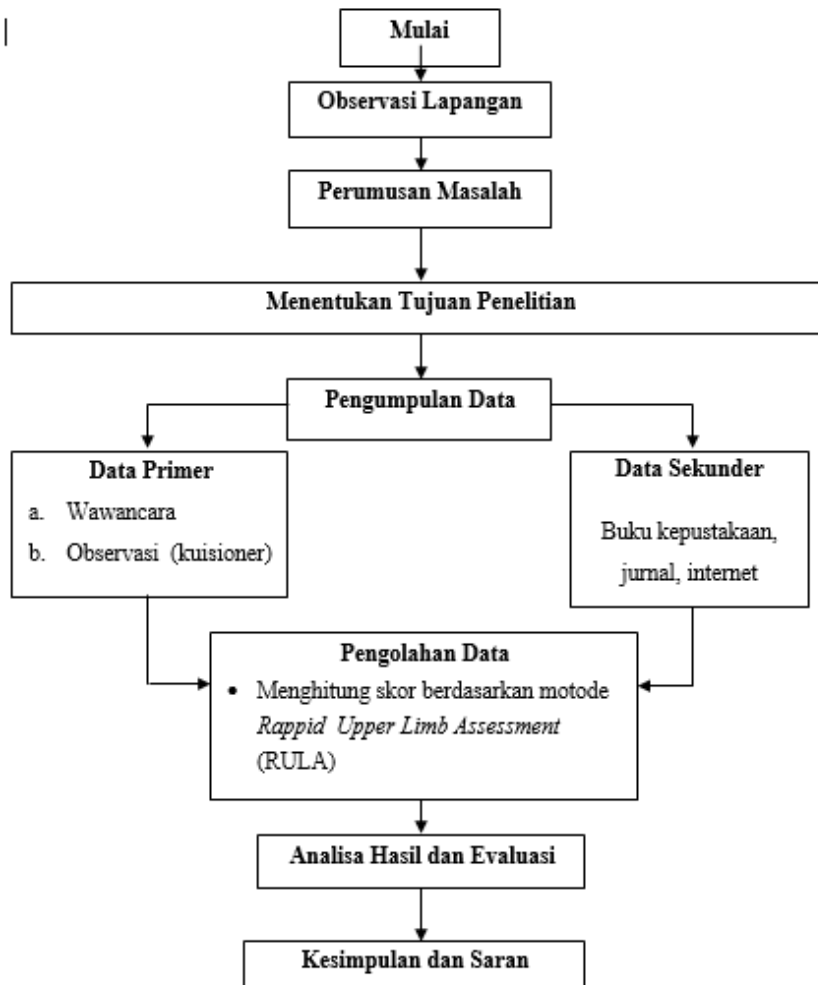 Mulai
Observasi Lapangan
Perumusan Masalah
Menentukan Tujuan Penelitian
Pengumpulan Data
Data Primer
a. Wawancara
b. Observasi (kuisioner)
Data Sekunder
Buku kepustakaan,
jurnal, internet
Pengolahan Data
• Menghitung skor berdasarkan motode
Rappid Upper Limb Assessment
(RULA)
Analisa Hasil dan Evaluasi
Kesimpulan dan Saran